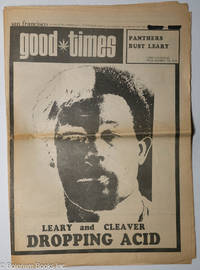 san francisco
good times
PANTHERS
BUST LEARY
LEARY and CLEAVER
DROPPING ACID